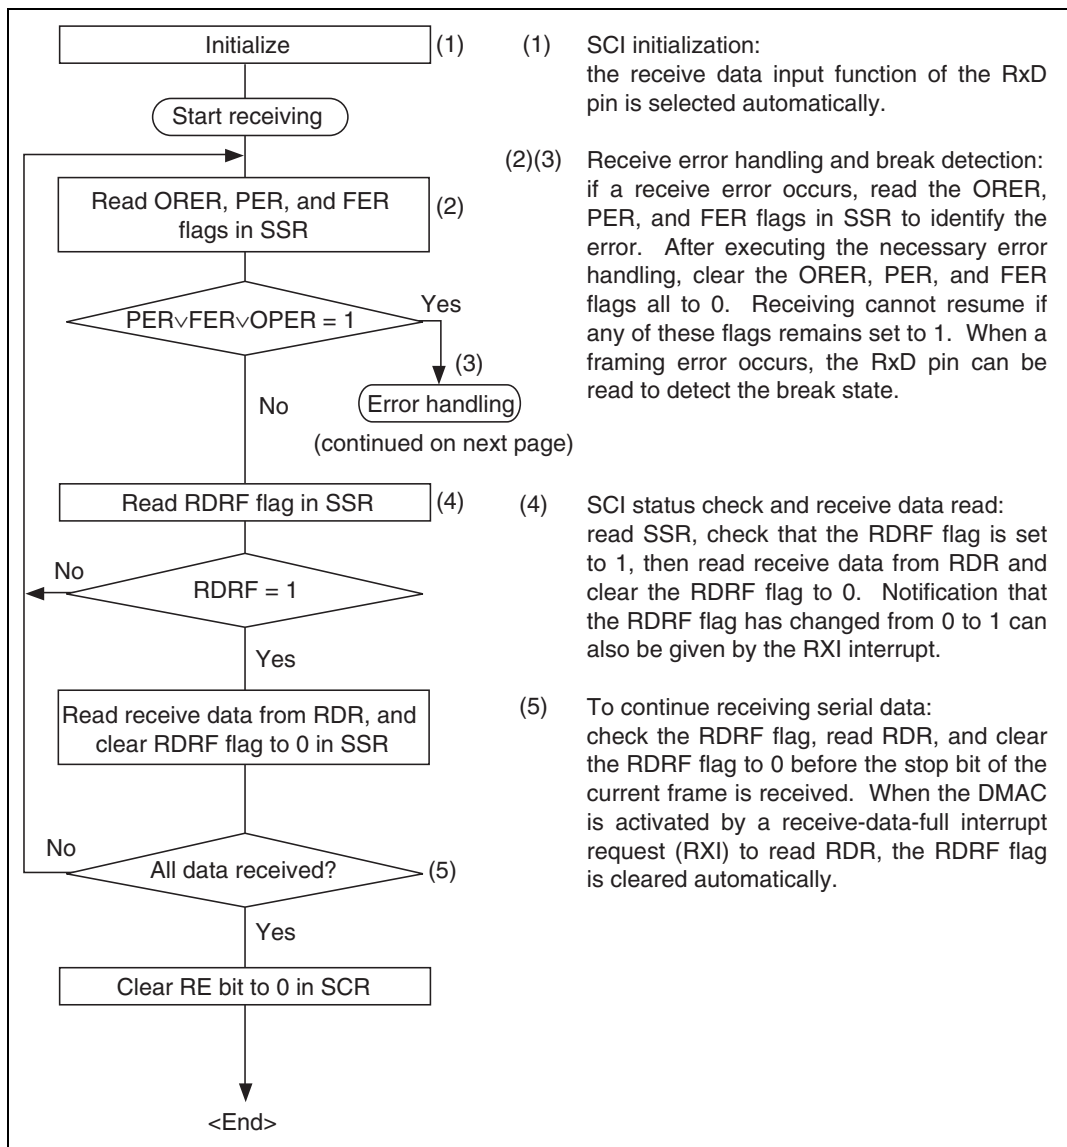 Initialize
(1)
Start receiving
Read ORER, PER, and FER
flags in SSR
(2)
PER∨FER∨OPER = 1
Yes
(3)
No
Error handling
(continued on next page)
Read RDRF flag in SSR
(4)
No
RDRF = 1
Yes
Read receive data from RDR, and
clear RDRF flag to 0 in SSR
No
All data received?
(5)
Yes
Clear RE bit to 0 in SCR
<End>
(1) SCI initialization:
the receive data input function of the RxD
pin is selected automatically.
(2)(3) Receive error handling and break detection:
if a receive error occurs, read the ORER,
PER, and FER flags in SSR to identify the
error. After executing the necessary error
handling, clear the ORER, PER, and FER
flags all to 0. Receiving cannot resume if
any of these flags remains set to 1. When a
framing error occurs, the RxD pin can be
read to detect the break state.
(4) SCI status check and receive data read:
read SSR, check that the RDRF flag is set
to 1, then read receive data from RDR and
clear the RDRF flag to 0. Notification that
the RDRF flag has changed from 0 to 1 can
also be given by the RXI interrupt.
(5) To continue receiving serial data:
check the RDRF flag, read RDR, and clear
the RDRF flag to 0 before the stop bit of the
current frame is received. When the DMAC
is activated by a receive-data-full interrupt
request (RXI) to read RDR, the RDRF flag
is cleared automatically.